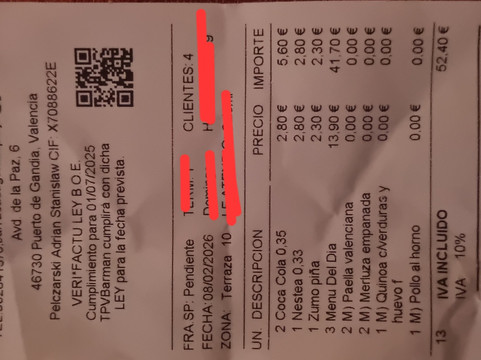 Avd de la Paz, 6
46730 Puerto de Gandia, Valencia
Pelczarski Adrian Stanislaw CIF: X7088622E
VERI*FACTU LEY B.O.E.
Cumplimiento para 01/07/2025
TPVBarman cumplirá con dicha
LEY para la fecha prevista.
FRA SP: Pendiente CLIENTES: 4
FECHA: 08/02/2026
ZONA: Terraza 10
UN. DESCRIPCION PRECIO IMPORTE
2 Coca Cola 0,35 2,80 € 5,60 €
1 Nestea 0,33 2,80 € 2,80 €
1 Zumo piña 2,30 € 2,30 €
3 Menu Del Dia 13,90 € 41,70 €
2 M) Paella valenciana 0,00 € 0,00 €
2 M) Merluza empanada 0,00 € 0,00 €
1 M) Quinoa c/Verduras y 0,00 € 0,00 €
huevo f
1 M) Pollo al horno 0,00 € 0,00 €
13 IVA INCLUIDO 52,40 €
IVA 10%